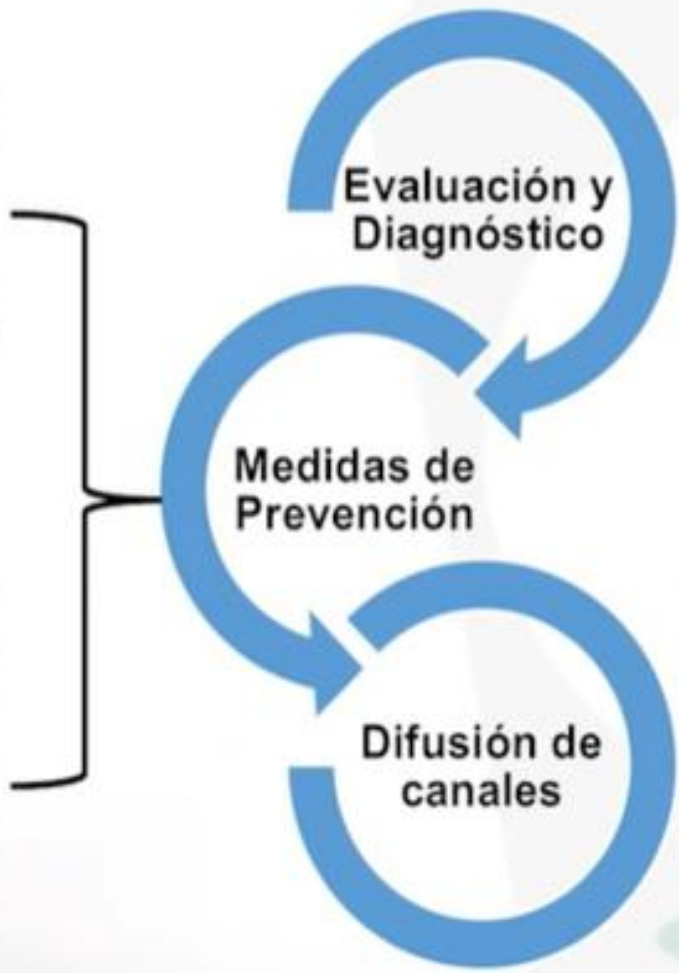 Evaluación y
Diagnóstico
Medidas de
Prevención
Difusión de
canales